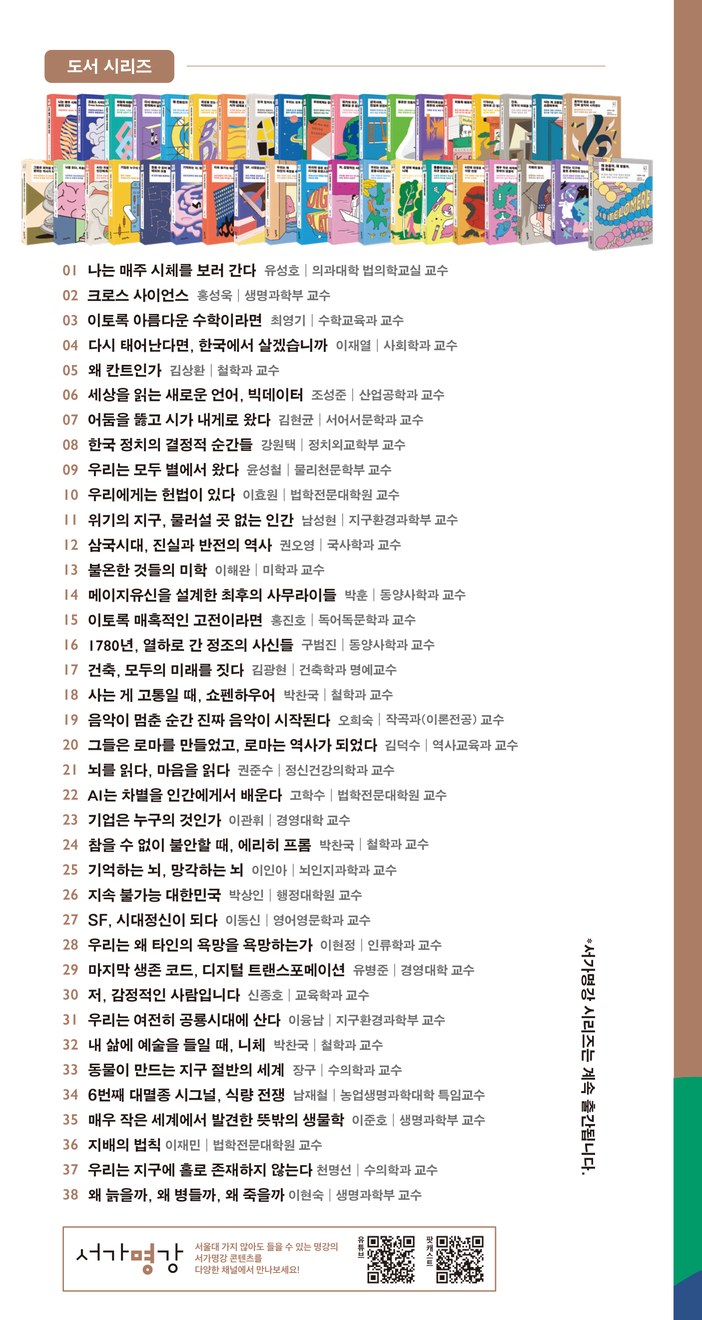 도서 시리즈
01 나는 매주 시체를 보러 간다 유성호 | 의과대학 법의학교실 교수
02 크로스 사이언스 홍성욱 | 생명과학부 교수
03 이토록 아름다운 수학이라면 최영기 | 수학교육과 교수
04 다시 태어난다면, 한국에서 살겠습니까 이재열 | 사회학과 교수
05 왜 칸트인가 김상환 | 철학과 교수
06 세상을 읽는 새로운 언어, 빅데이터 조성준 | 산업공학과 교수
07 어둠을 뚫고 시가 내게로 왔다 김현균 | 서어서문학과 교수
08 한국 정치의 결정적 순간들 강원택 | 정치외교학부 교수
09 우리는 모두 별에서 왔다 윤성철 | 물리천문학부 교수
10 우리에게는 헌법이 있다 이효원 | 법학전문대학원 교수
11 위기의 지구, 물러설 곳 없는 인간 남성현 | 지구환경과학부 교수
12 삼국시대, 진실과 반전의 역사 권오영 | 국사학과 교수
13 불온한 것들의 미학 이해완 | 미학과 교수
14 메이지유신을 설계한 최후의 사무라이들 박훈 | 동양사학과 교수
15 이토록 매혹적인 고전이라면 홍진호 | 독어독문학과 교수
16 1780년, 열하로 간 정조의 사신들 구범진 | 동양사학과 교수
17 건축, 모두의 미래를 짓다 김광현 | 건축학과 명예교수
18 사는 게 고통일 때, 쇼펜하우어 박찬국 | 철학과 교수
19 음악이 멈춘 순간 진짜 음악이 시작된다 오희숙 | 작곡과(이론전공) 교수
20 그들은 로마를 만들었고, 로마는 역사가 되었다 김덕수 | 역사교육과 교수
21 뇌를 읽다, 마음을 읽다 권준수 | 정신건강의학과 교수
22 AI는 차별을 인간에게서 배운다 고학수 | 법학전문대학원 교수
23 기업은 누구의 것인가 이관휘 | 경영대학 교수
24 참을 수 없이 불안할 때, 에리히 프롬 박찬국 | 철학과 교수
25 기억하는 뇌, 망각하는 뇌 이인아 | 뇌인지과학과 교수
26 지속 불가능 대한민국 박상인 | 행정대학원 교수
27 SF, 시대정신이 되다 이동신 | 영어영문학과 교수
28 우리는 왜 타인의 욕망을 욕망하는가 이현정 | 인류학과 교수
29 마지막 생존 코드, 디지털 트랜스포메이션 유병준 | 경영대학 교수
30 저, 감정적인 사람입니다 신종호 | 교육학과 교수
31 우리는 여전히 공룡시대에 산다 이융남 | 지구환경과학부 교수
32 내 삶에 예술을 들일 때, 니체 박찬국 | 철학과 교수
33 동물이 만드는 지구 절반의 세계 장구 | 수의학과 교수
34 6번째 대멸종 시그널, 식량 전쟁 남재철 | 농업생명과학대학 특임교수
35 매우 작은 세계에서 발견한 뜻밖의 생물학 이준호 | 생명과학부 교수
36 지배의 법칙 이재민 | 법학전문대학원 교수
37 우리는 지구에 홀로 존재하지 않는다 천명선 | 수의학과 교수
38 왜 늙을까, 왜 병들까, 왜 죽을까 이현숙 | 생명과학부 교수
*서가명강 시리즈는 계속 출간됩니다.
서가명강
서울대 가지 않아도 들을 수 있는 명강의
서가명강 콘텐츠를
다양한 채널에서 만나보세요!
유튜브
팟캐스트